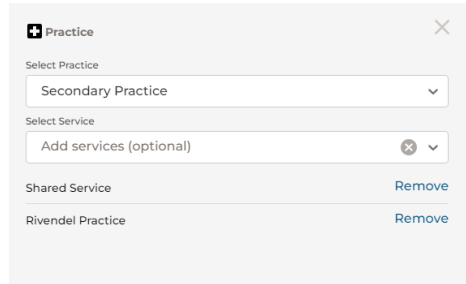 Practice
Select Practice
Secondary Practice
Select Service
Add services (optional)
Shared Service Remove
Rivendel Practice Remove